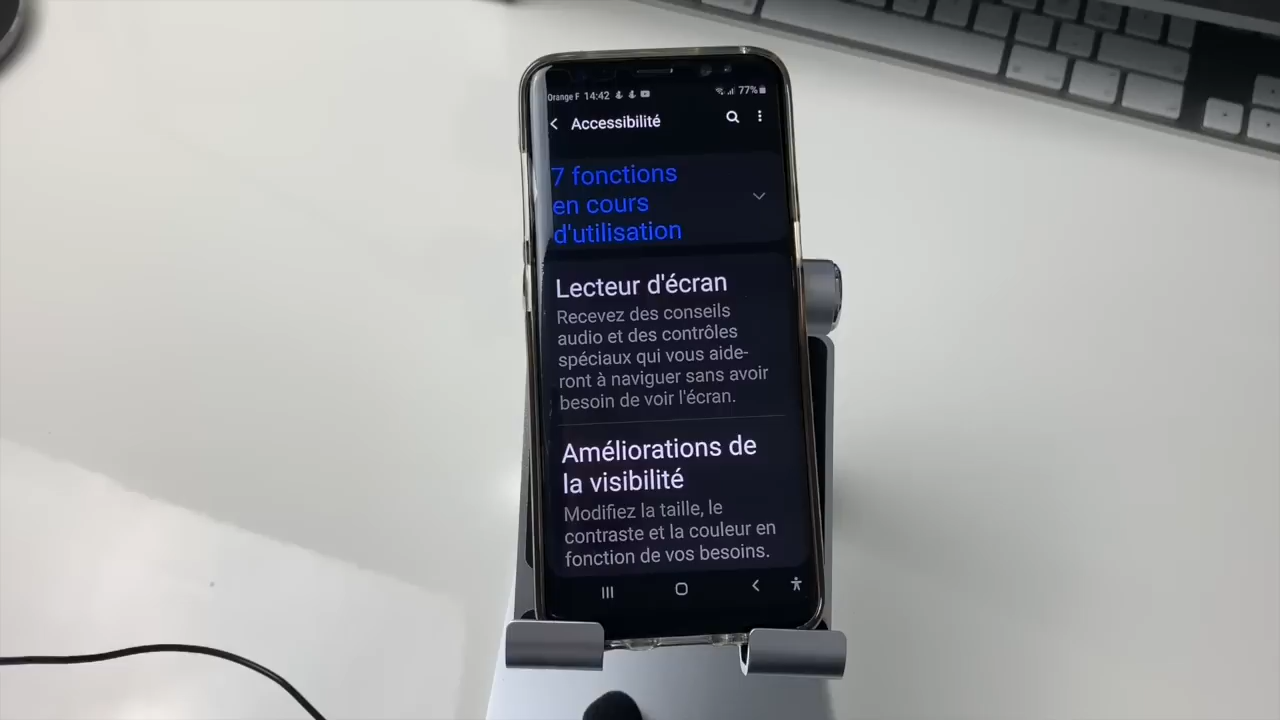 Orange F 14:42 77%
Accessibilité
7 fonctions
en cours
d'utilisation
Lecteur d'écran
Recevez des conseils
audio et des contrôles
spéciaux qui vous aide-
ront à naviguer sans avoir
besoin de voir l'écran.
Améliorations de
la visibilité
Modifiez la taille, le
contraste et la couleur en
fonction de vos besoins.